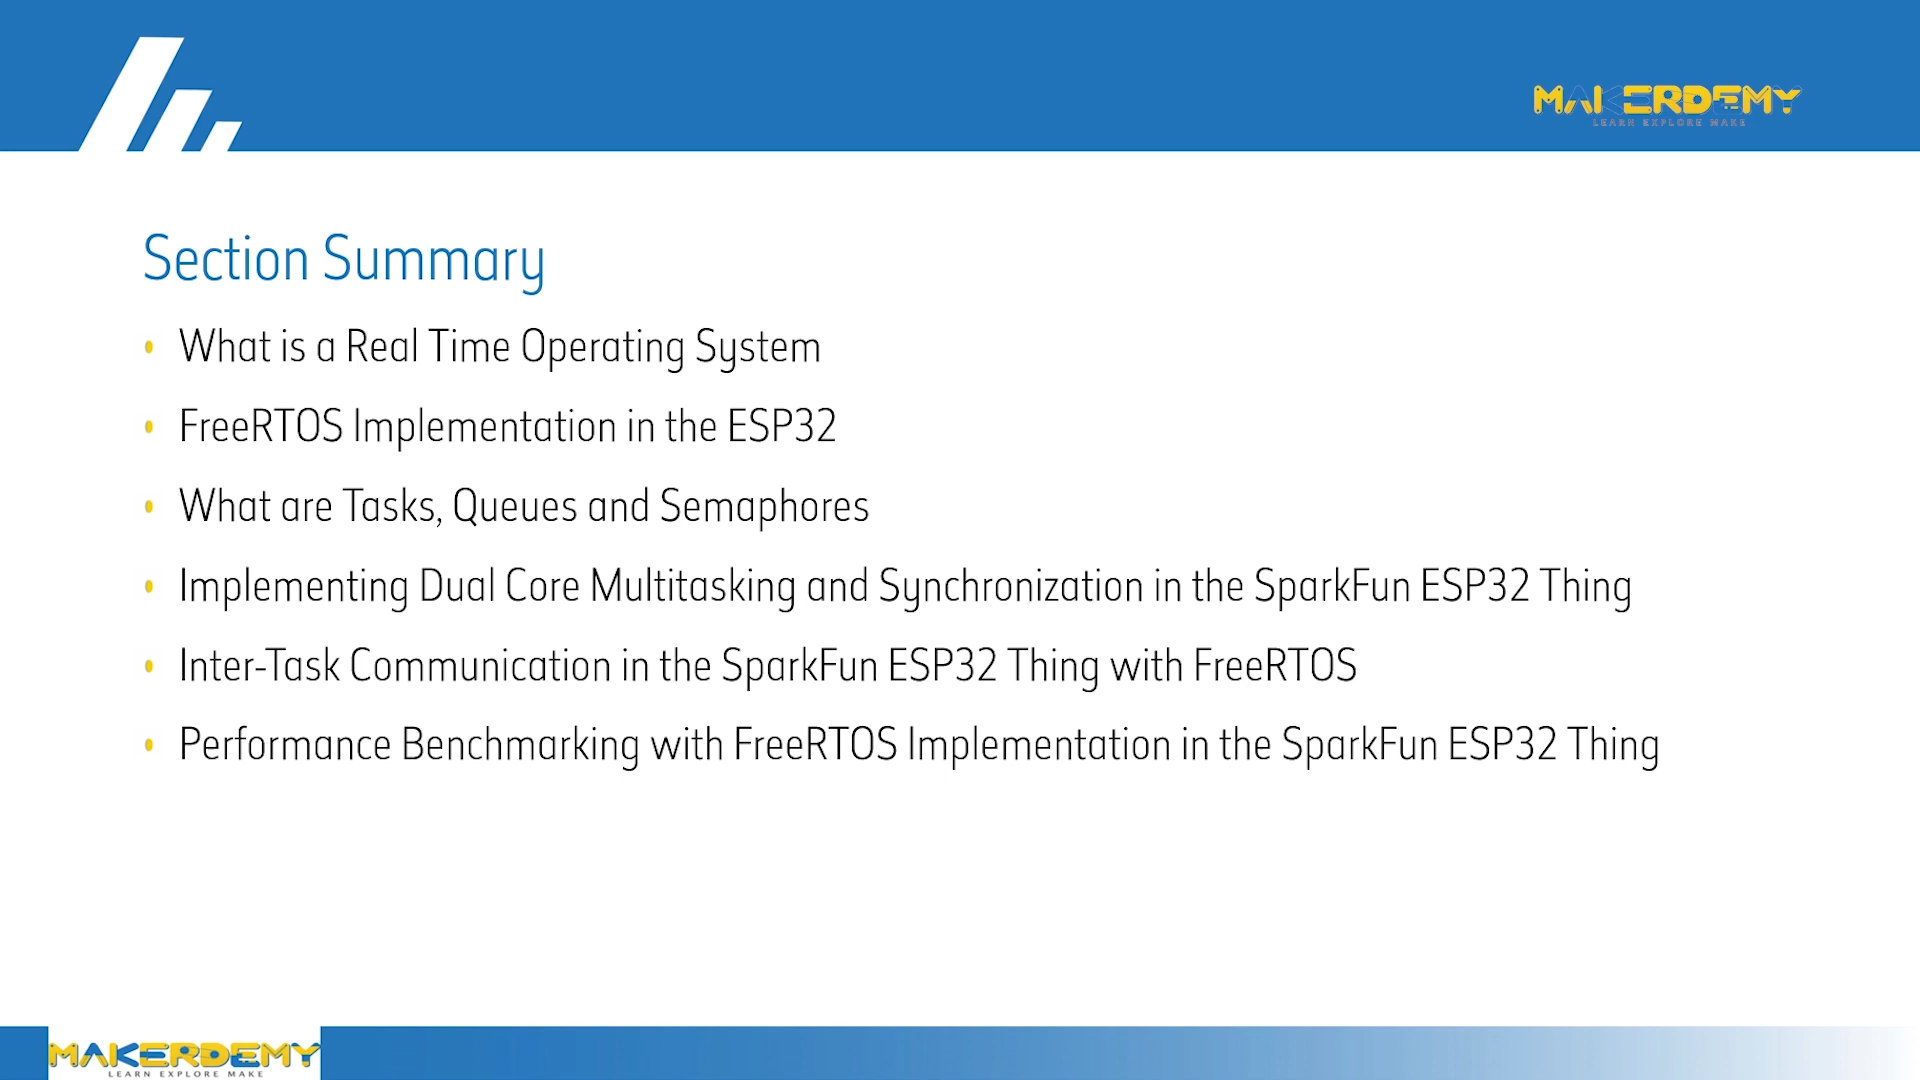 MAKERDEMY
LEARN EXPLORE MAKE
Section Summary
• What is a Real Time Operating System
• FreeRTOS Implementation in the ESP32
• What are Tasks, Queues and Semaphores
• Implementing Dual Core Multitasking and Synchronization in the SparkFun ESP32 Thing
• Inter-Task Communication in the SparkFun ESP32 Thing with FreeRTOS
• Performance Benchmarking with FreeRTOS Implementation in the SparkFun ESP32 Thing
MAKERDEMY
LEARN EXPLORE MAKE